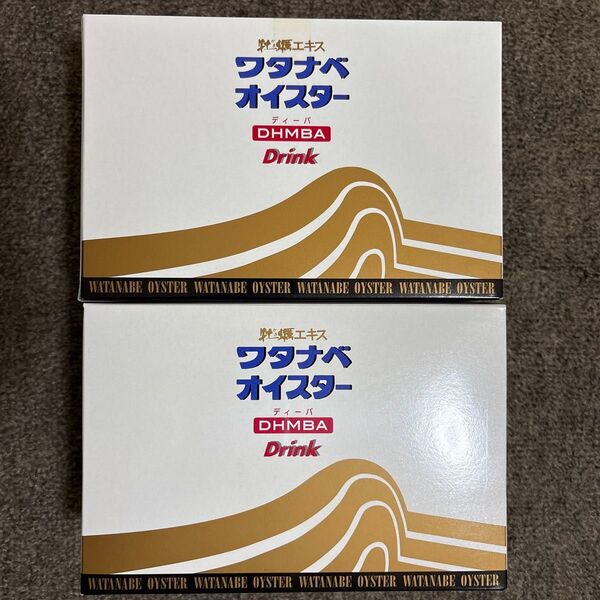 牡蠣エキス
ワタナベ
オイスター
ディーバ
DHMBA
Drink
WATANABE OYSTER WATANABE OYSTER WATANABE OYSTER WATANABE OYSTER
牡蠣エキス
ワタナベ
オイスター
ディーバ
DHMBA
Drink
WATANABE OYSTER WATANABE OYSTER WATANABE OYSTER WATANABE OYSTER